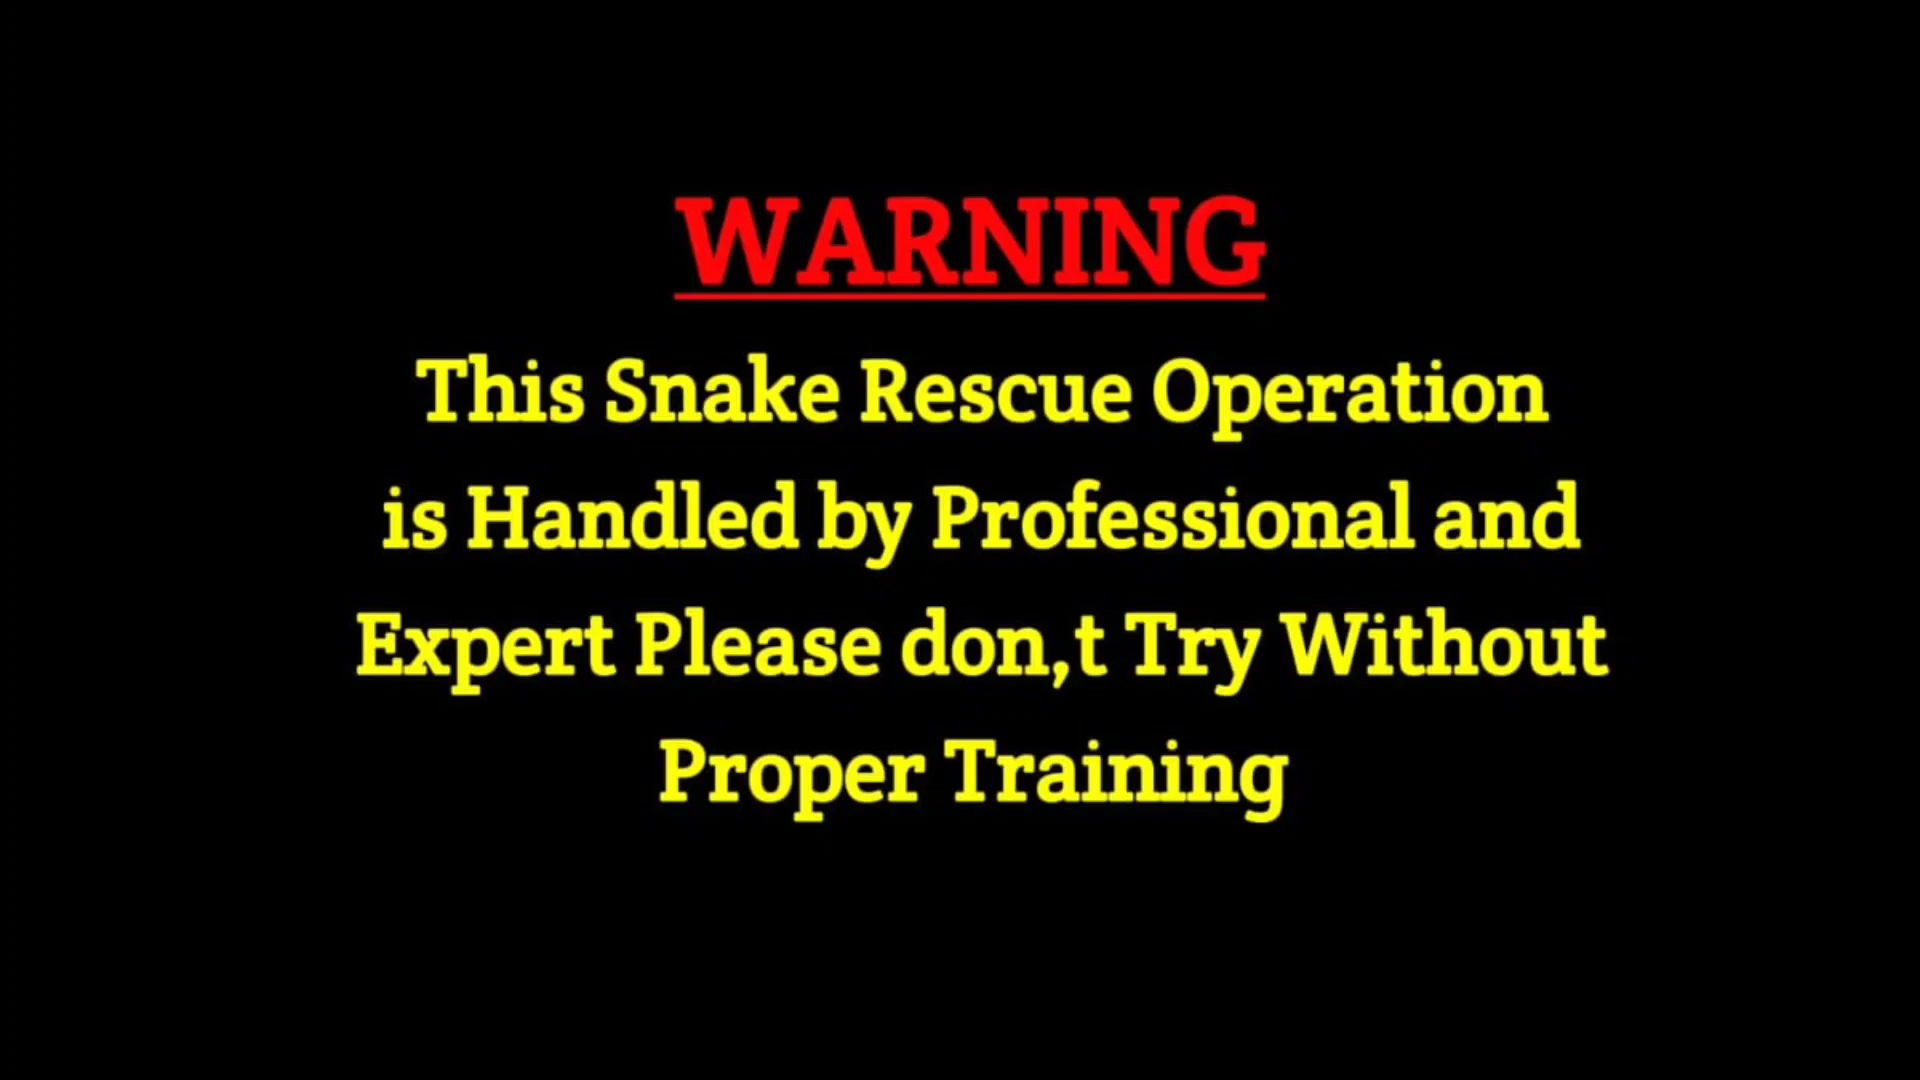 WARNING
This Snake Rescue Operation
is Handled by Professional and
Expert Please don,t Try Without
Proper Training